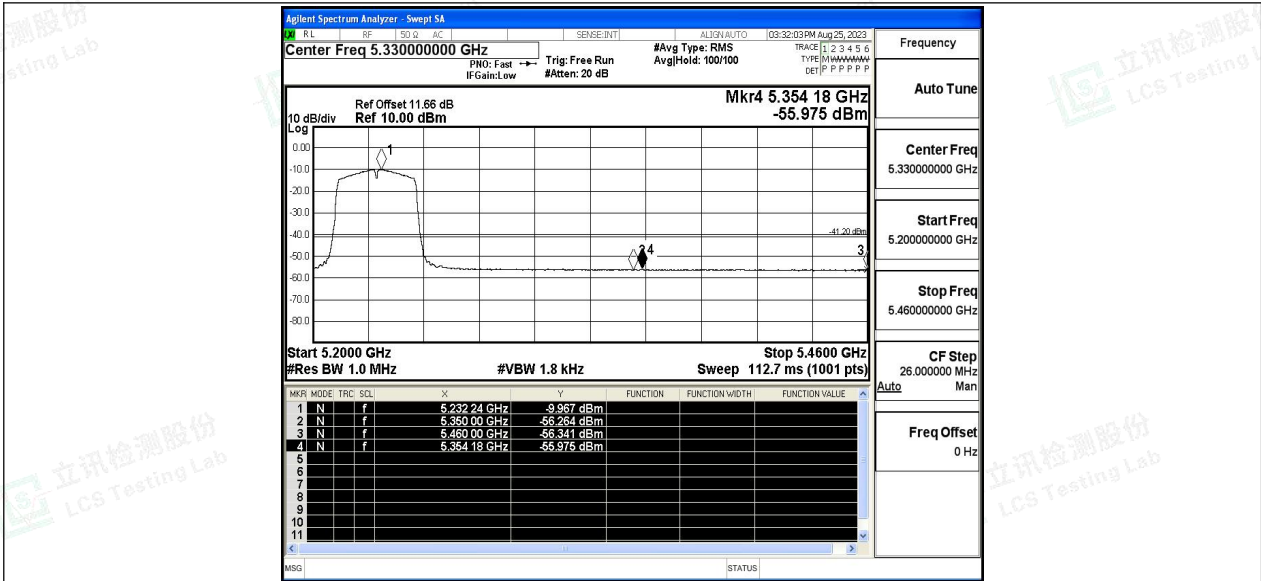 Agilent Spectrum Analyzer - Swept SA
RL RF 50 Ω AC SENSE:INT ALIGN AUTO 03:32:03 PM Aug 25, 2023
Center Freq 5.330000000 GHz
PNO: Fast
IFGain:Low
Trig: Free Run
#Atten: 20 dB
#Avg Type: RMS
Avg|Hold: 100/100
TRACE 1 2 3 4 5 6
TYPE M
DET P P P P P P
Frequency
Auto Tune
Center Freq
5.330000000 GHz
Start Freq
5.200000000 GHz
Stop Freq
5.460000000 GHz
CF Step
26.000000 MHz
Auto Man
Freq Offset
0 Hz
Mkr4 5.354 18 GHz
-55.975 dBm
Ref Offset 11.66 dB
10 dB/div Ref 10.00 dBm
Log
0.00
-10.0
-20.0
-30.0
-40.0
-50.0
-60.0
-70.0
-80.0
1
2 4
3
-41.20 dBm
Start 5.2000 GHz Stop 5.4600 GHz
#Res BW 1.0 MHz #VBW 1.8 kHz Sweep 112.7 ms (1001 pts)
MKR MODE TRC SCL X Y FUNCTION FUNCTION WIDTH FUNCTION VALUE
1 N f 5.232 24 GHz -9.967 dBm
2 N f 5.350 00 GHz -56.264 dBm
3 N f 5.460 00 GHz -56.341 dBm
4 N f 5.354 18 GHz -55.975 dBm
5
6
7
8
9
10
11
MSG STATUS
立讯检测股份
LCS Testing Lab
立讯检测股份
LCS Testing Lab